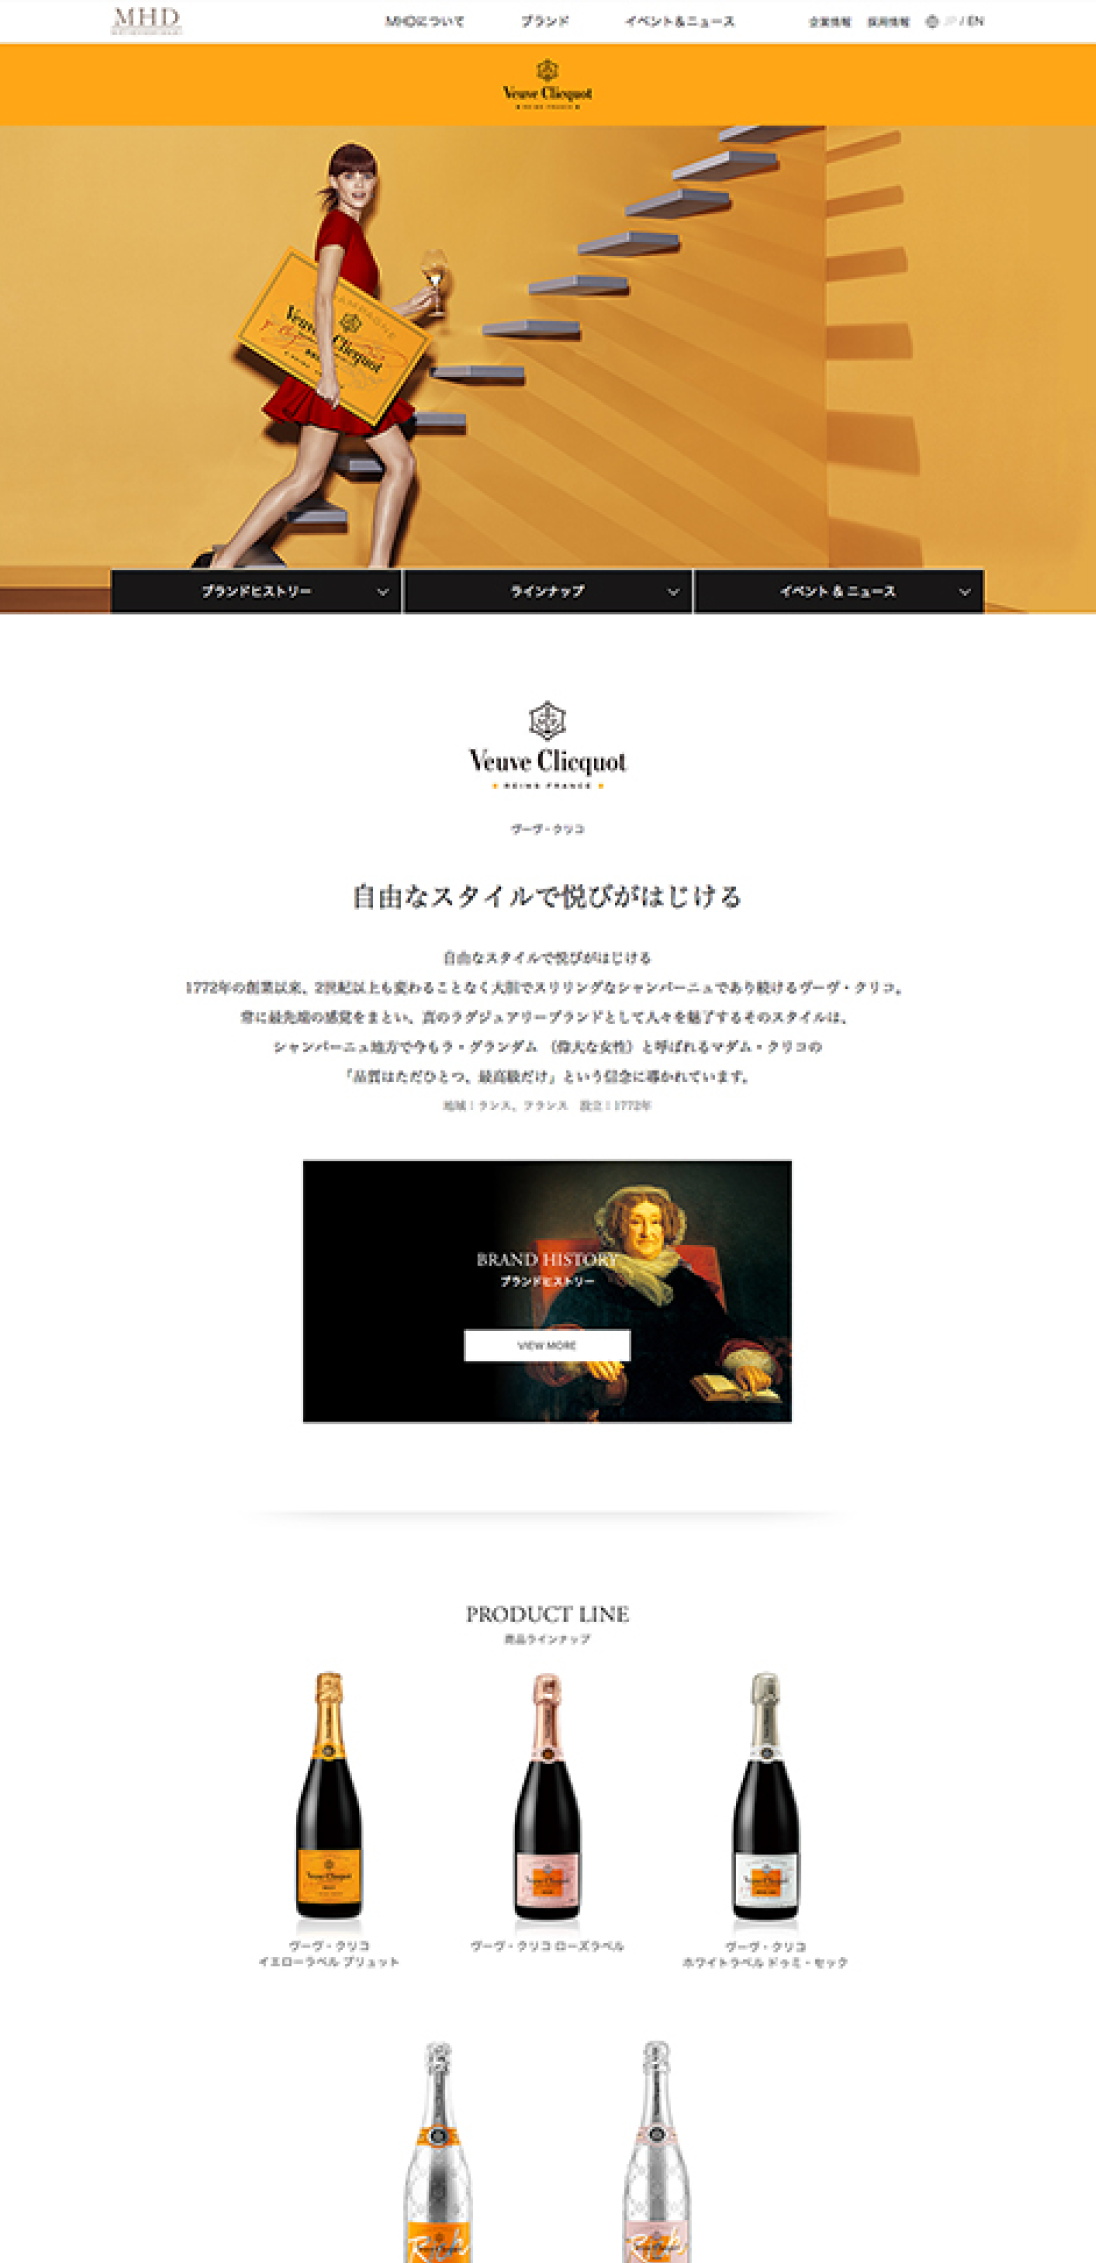 MHD
MHDについて
ブランド
イベント&ニュース
企業情報
採用情報
JP / EN
Veuve Clicquot
REIMS FRANCE
CHAMPAGNE
Veuve Clicquot
ブランドヒストリー
ラインナップ
イベント & ニュース
Veuve Clicquot
REIMS FRANCE
ヴーヴ・クリコ
自由なスタイルで悦びがはじける
自由なスタイルで悦びがはじける
1772年の創業以来、2世紀以上も変わることなく大胆でスリリングなシャンパーニュであり続けるヴーヴ・クリコ。
常に最先端の感覚をまとい、真のラグジュアリーブランドとして人々を魅了するそのスタイルは、
シャンパーニュ地方で今もラ・グランダム （偉大な女性）と呼ばれるマダム・クリコの
「品質はただひとつ、最高級だけ」という信念に導かれています。
地域：ランス、フランス　設立：1772年
BRAND HISTORY
ブランドヒストリー
VIEW MORE
PRODUCT LINE
商品ラインナップ
Veuve Clicquot
Veuve Clicquot
Veuve Clicquot
ヴーヴ・クリコ
イエローラベル ブリュット
ヴーヴ・クリコ ローズラベル
ヴーヴ・クリコ
ホワイトラベル ドゥミ・セック
Rich
Rich